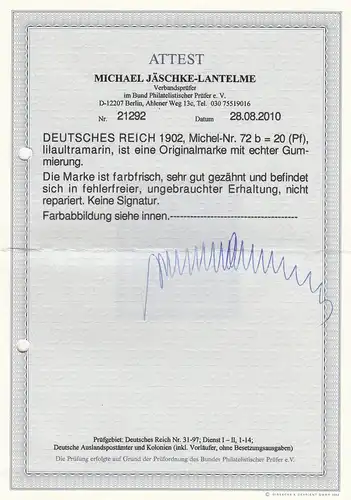 ATTEST
MICHAEL JÄSCHKE-LANTELME
Verbandsprüfer
im Bund Philatelistischer Prüfer e. V.
D-12207 Berlin, Ahlener Weg 13c, Tel. 030 75519016
Nr. 21292 Datum 28.08.2010
DEUTSCHES REICH 1902, Michel-Nr. 72 b = 20 (Pf),
lilaultramarin, ist eine Originalmarke mit echter Gum-
mierung.
Die Marke ist farbfrisch, sehr gut gezähnt und befindet
sich in fehlerfreier, ungebrauchter Erhaltung, nicht
repariert. Keine Signatur.
Farbabbildung siehe innen.-----------------------------------
Prüfgebiet: Deutsches Reich Nr. 31-97; Dienst I – II, 1-14;
Deutsche Auslandspostämter und Kolonien (inkl. Vorläufer, ohne Besetzungsausgaben)
Die Prüfung erfolgte auf Grund der Prüfordnung des Bundes Philatelistischer Prüfer e.V.